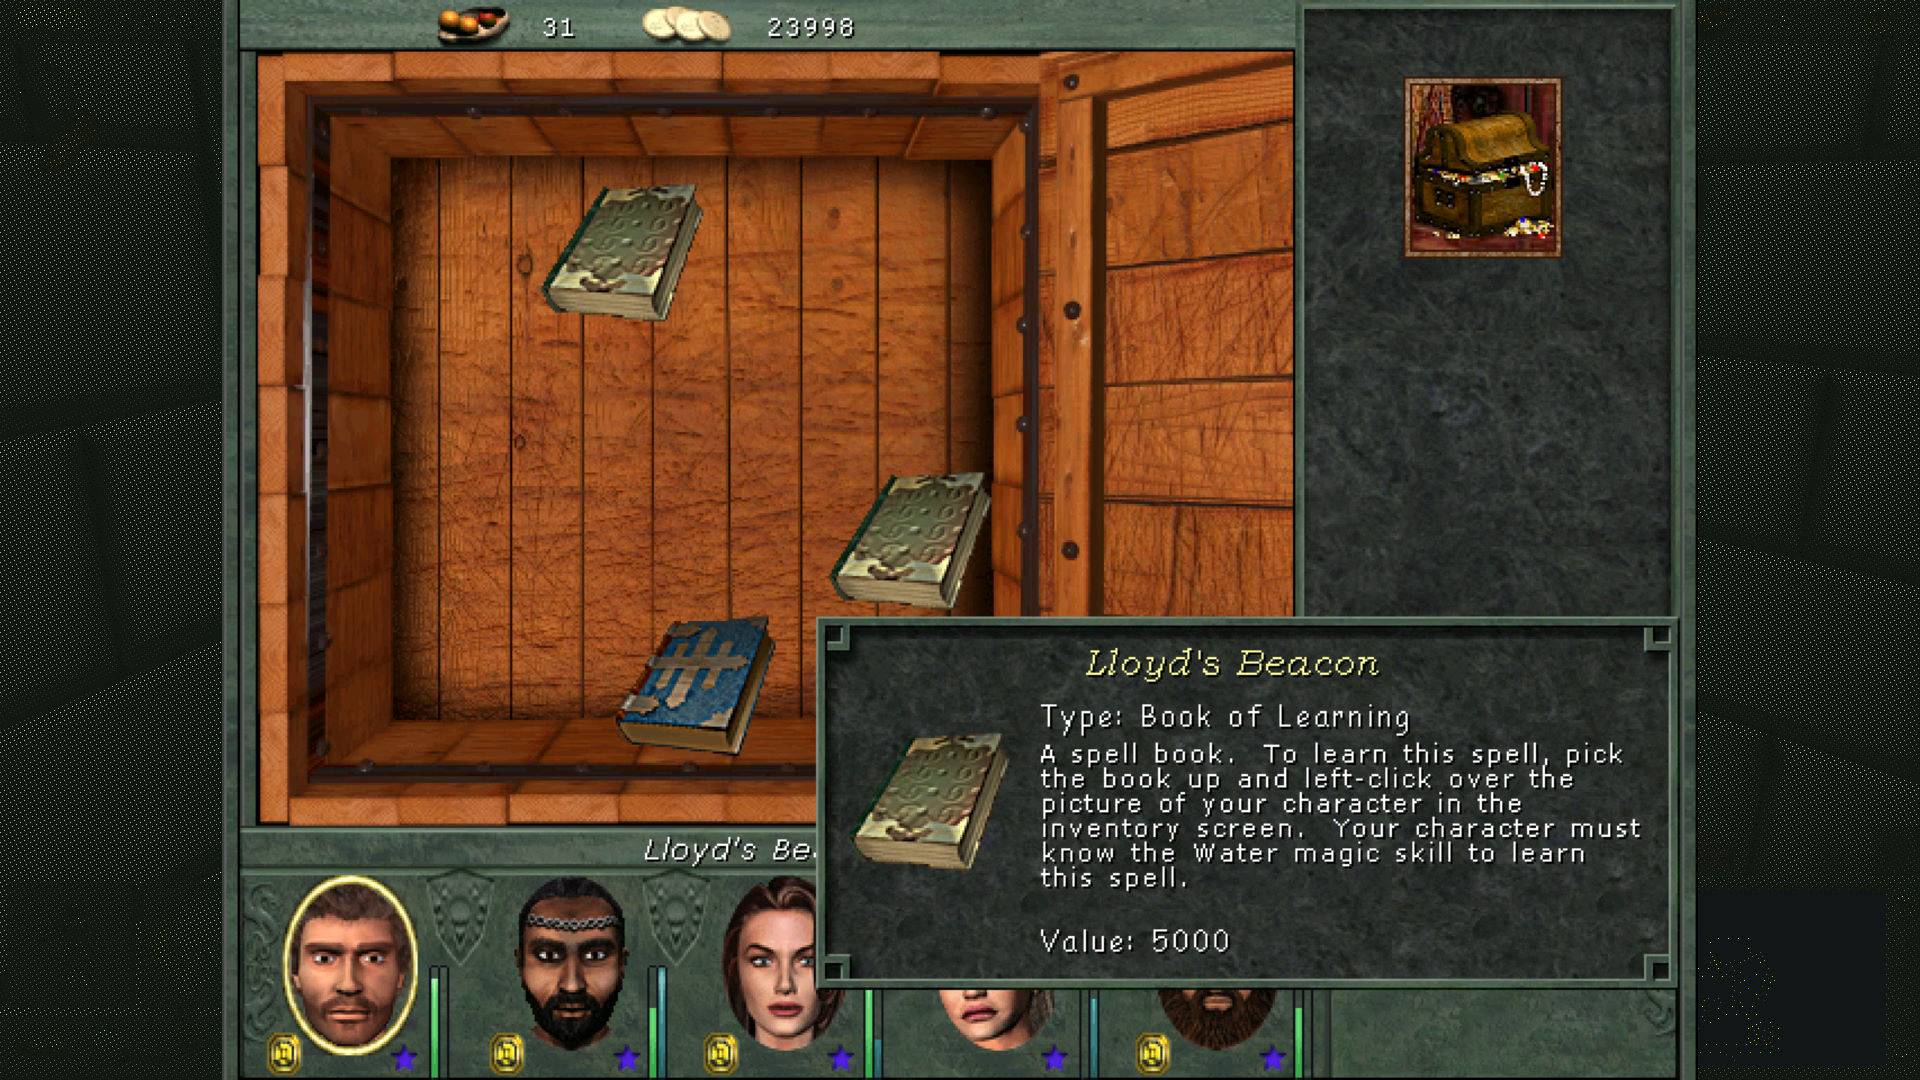 31 23998
Lloyd's Beacon
Type: Book of Learning
A spell book. To learn this spell, pick
the book up and left-click over the
picture of your character in the
inventory screen. Your character must
know the Water magic skill to learn
this spell.
Value: 5000
Lloyd's Be